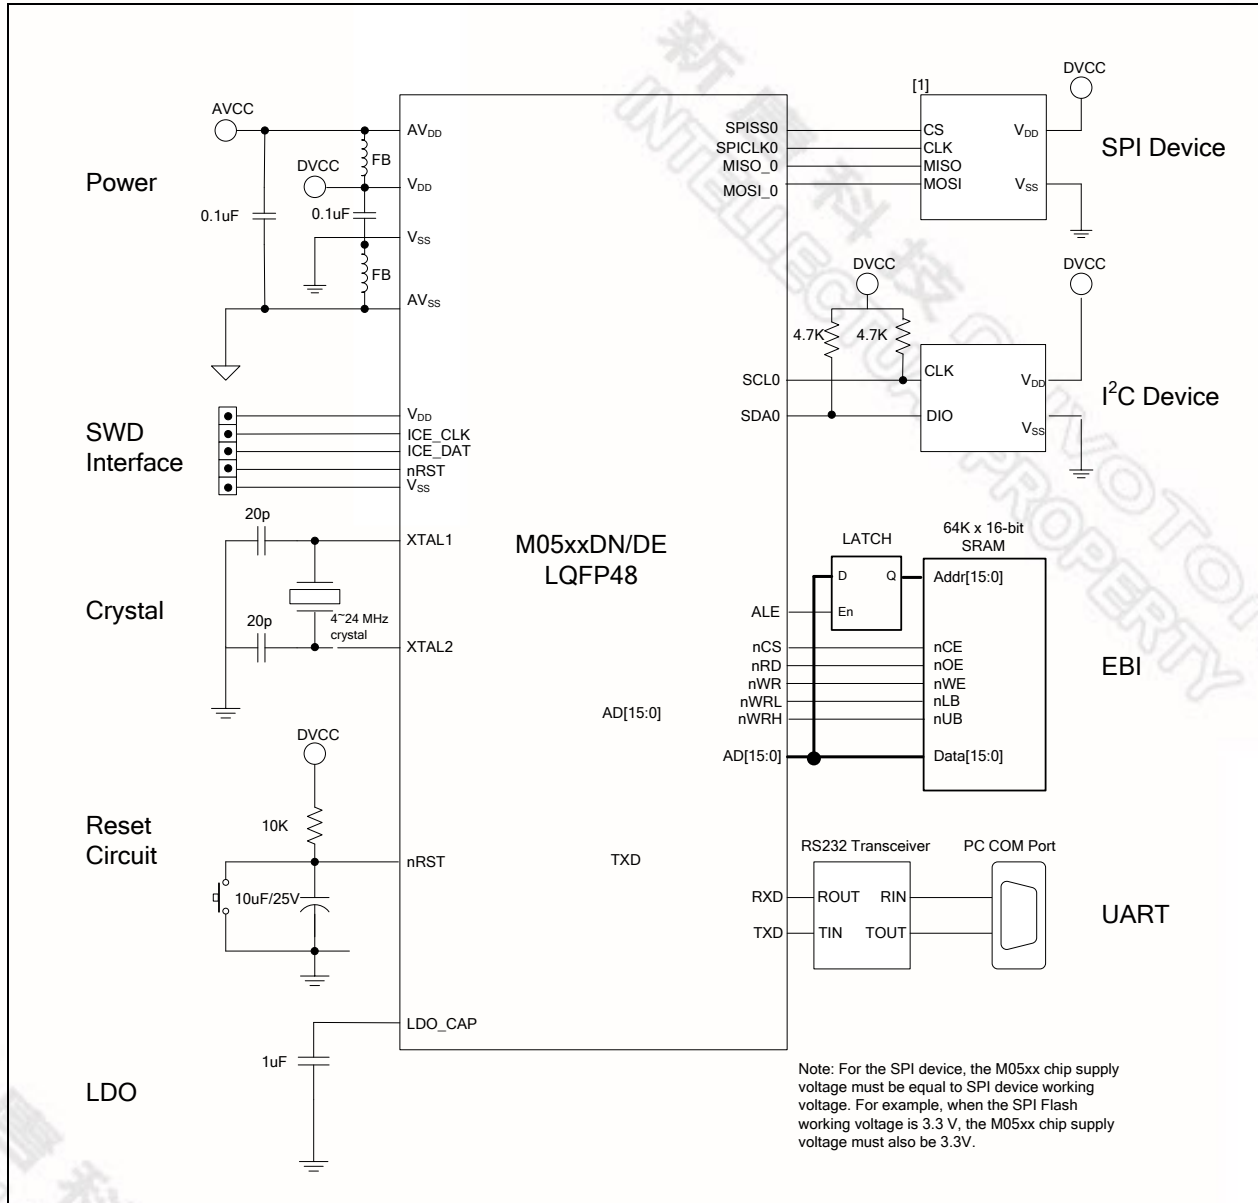 AVCC
AVDD
FB
DVCC
VDD
Power
0.1uF
0.1uF
VSS
FB
AVSS
SWD
Interface
VDD
ICE_CLK
ICE_DAT
nRST
VSS
20p
XTAL1
Crystal
4~24 MHz
crystal
20p
XTAL2
DVCC
10K
Reset
Circuit
nRST
10uF/25V
LDO_CAP
1uF
LDO
M05xxDN/DE
LQFP48
AD[15:0]
TXD
[1]
DVCC
SPISS0
CS
VDD
SPICLK0
CLK
MISO_0
MISO
MOSI_0
MOSI
VSS
SPI Device
DVCC
DVCC
4.7K
4.7K
SCL0
CLK
VDD
SDA0
DIO
VSS
I2C Device
64K x 16-bit
SRAM
LATCH
D
Q
Addr[15:0]
ALE
En
nCS
nCE
nRD
nOE
nWR
nWE
nWRL
nLB
nWRH
nUB
AD[15:0]
Data[15:0]
EBI
RS232 Transceiver
PC COM Port
RXD
ROUT
RIN
TXD
TIN
TOUT
UART
Note: For the SPI device, the M05xx chip supply
voltage must be equal to SPI device working
voltage. For example, when the SPI Flash
working voltage is 3.3 V, the M05xx chip supply
voltage must also be 3.3V.
新唐科技
NUVOTON
INTELLECTUAL PROPERTY